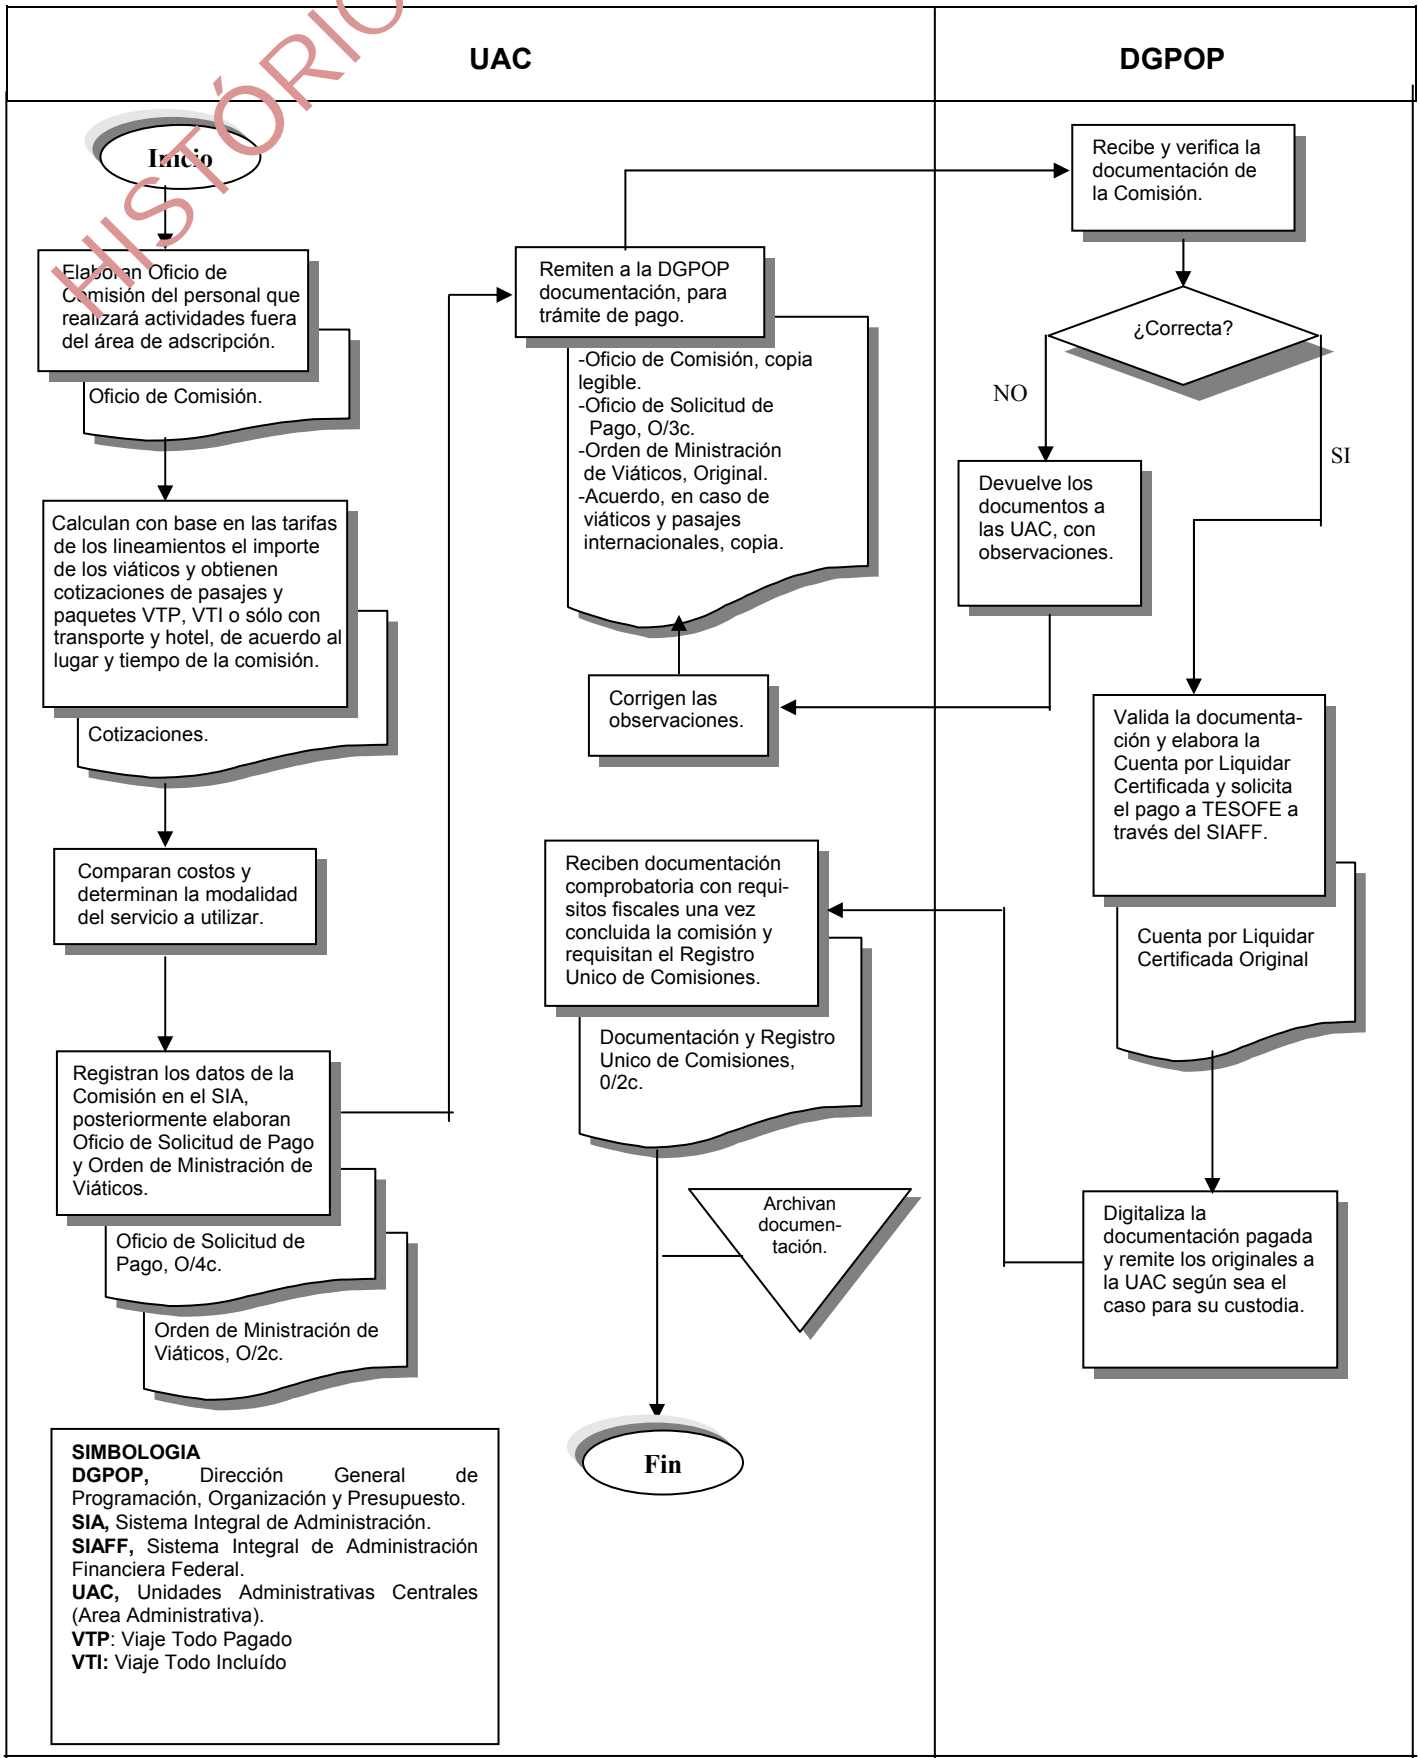 UAC
DGPOP
HISTÓRICO
Inicio
Elaboran Oficio de
Comisión del personal que
realizará actividades fuera
del área de adscripción.
Oficio de Comisión.
Calculan con base en las tarifas
de los lineamientos el importe
de los viáticos y obtienen
cotizaciones de pasajes y
paquetes VTP, VTI o sólo con
transporte y hotel, de acuerdo al
lugar y tiempo de la comisión.
Cotizaciones.
Comparan costos y
determinan la modalidad
del servicio a utilizar.
Registran los datos de la
Comisión en el SIA,
posteriormente elaboran
Oficio de Solicitud de Pago
y Orden de Ministración de
Viáticos.
Oficio de Solicitud de
Pago, O/4c.
Orden de Ministración de
Viáticos, O/2c.
Remiten a la DGPOP
documentación, para
trámite de pago.
-Oficio de Comisión, copia
legible.
-Oficio de Solicitud de
Pago, O/3c.
-Orden de Ministración
de Viáticos, Original.
-Acuerdo, en caso de
viáticos y pasajes
internacionales, copia.
Recibe y verifica la
documentación de
la Comisión.
¿Correcta?
NO
SI
Devuelve los
documentos a
las UAC, con
observaciones.
Corrigen las
observaciones.
Valida la documenta-
ción y elabora la
Cuenta por Liquidar
Certificada y solicita
el pago a TESOFE a
través del SIAFF.
Cuenta por Liquidar
Certificada Original
Digitaliza la
documentación pagada
y remite los originales a
la UAC según sea el
caso para su custodia.
Reciben documentación
comprobatoria con requi-
sitos fiscales una vez
concluida la comisión y
requisitan el Registro
Unico de Comisiones.
Documentación y Registro
Unico de Comisiones,
0/2c.
Archivan
documen-
tación.
Fin
SIMBOLOGIA
DGPOP, Dirección General de
Programación, Organización y Presupuesto.
SIA, Sistema Integral de Administración.
SIAFF, Sistema Integral de Administración
Financiera Federal.
UAC, Unidades Administrativas Centrales
(Area Administrativa).
VTP: Viaje Todo Pagado
VTI: Viaje Todo Incluído